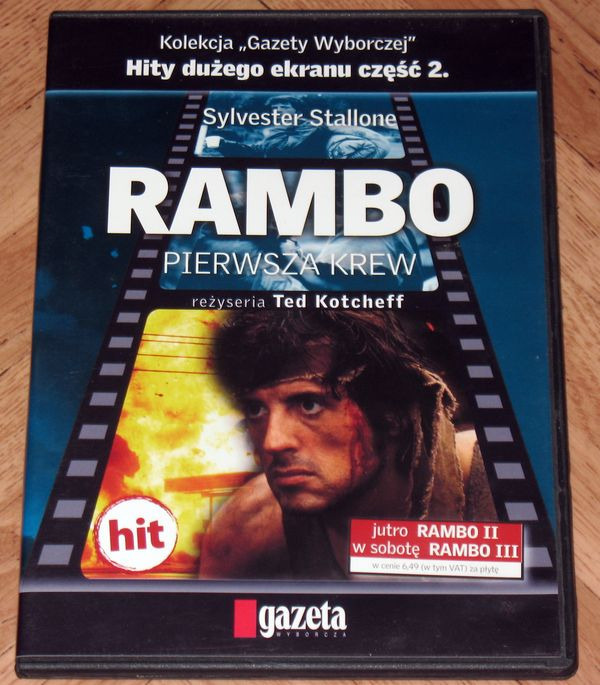 Kolekcja „Gazety Wyborczej”
Hity dużego ekranu część 2.
Sylvester Stallone
RAMBO
PIERWSZA KREW
reżyseria Ted Kotcheff
hit
jutro RAMBO II
w sobotę RAMBO III
w cenie 6,49 (w tym VAT) za płytę
gazeta
WYBORCZA